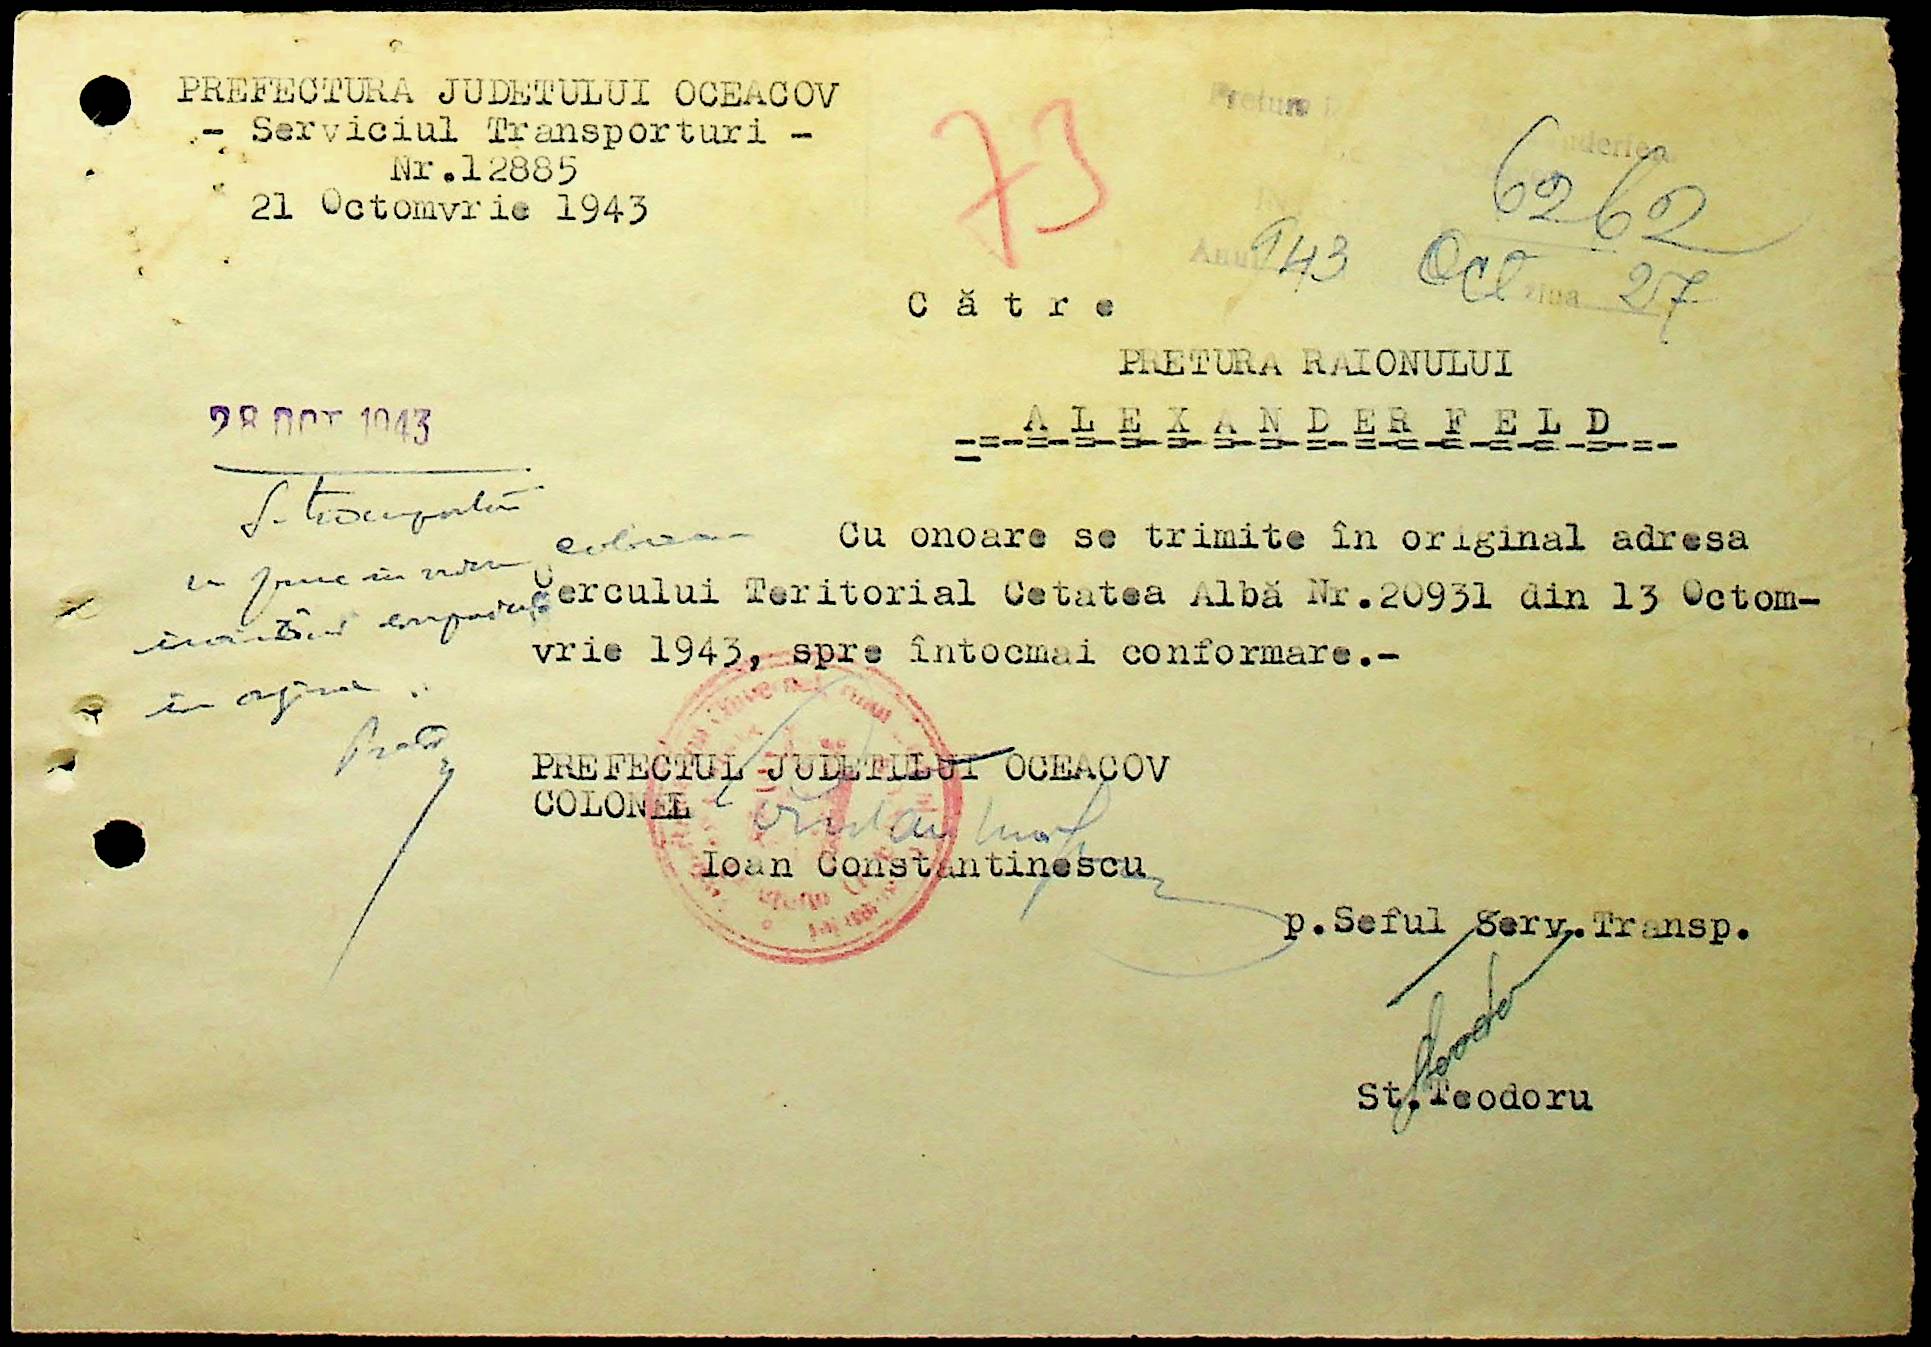 PREFECTURA JUDETULUI OCEACOV
- Serviciul Transporturi -
Nr.12885
21 Octomvrie 1943
73
Pretura
6262
Anul 943 Oct ziua 27
Către
PRETURA RAIONULUI
ALEXANDERFELD
28 OCT 1943
Cu onoare se trimite în original adresa
Cercului Teritorial Cetatea Albă Nr.20931 din 13 Octom-
vrie 1943, spre întocmai conformare.-
PREFECTUL JUDETULUI OCEACOV
COLONEL
Ioan Constantinescu
p.Seful Serv.Transp.
St.Teodoru